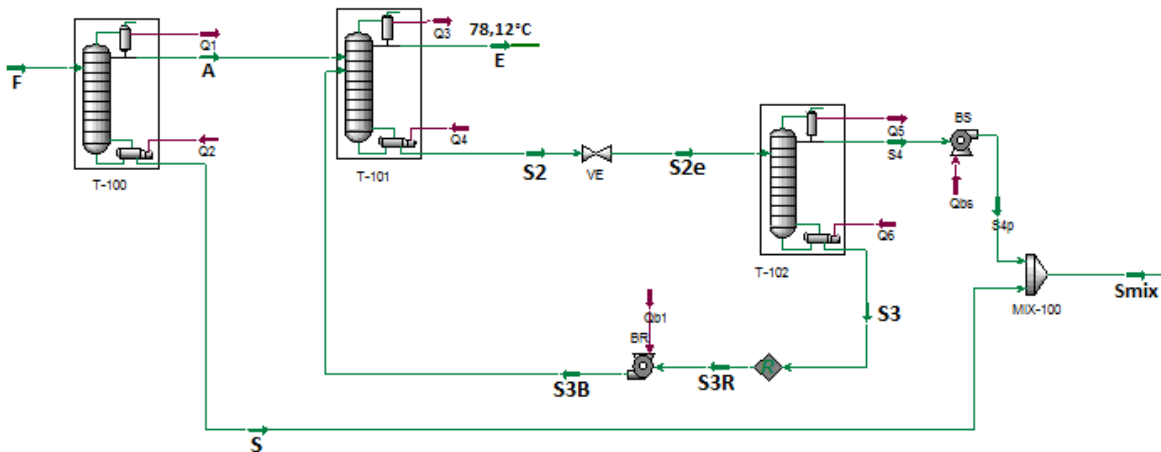 F
Q1
A
Q2
T-100
Q3
78,12°C
E
Q4
T-101
S2
VE
S2e
Q5
S4
BS
Qbs
S4p
Q6
T-102
S3
Smix
MIX-100
Qb1
BR
S3B
S3R
R
S